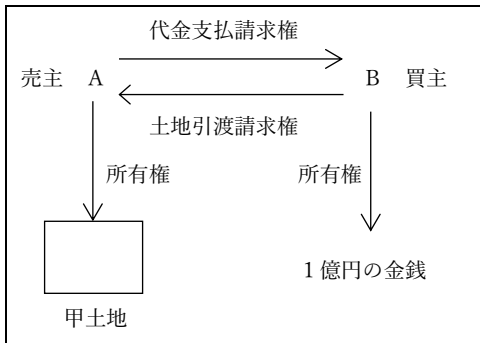 代金支払請求権
売主 A B 買主
土地引渡請求権
所有権 所有権
1億円の金銭
甲土地